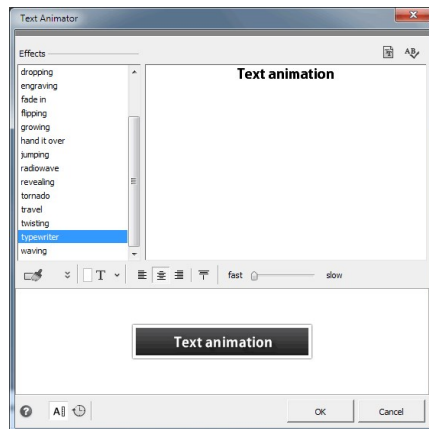 Text Animator
Effects
dropping
engraving
fade in
flipping
growing
hand it over
jumping
radiowave
revealing
tornado
travel
twisting
typewriter
waving
Text animation
T
fast slow
Text animation
? A OK Cancel